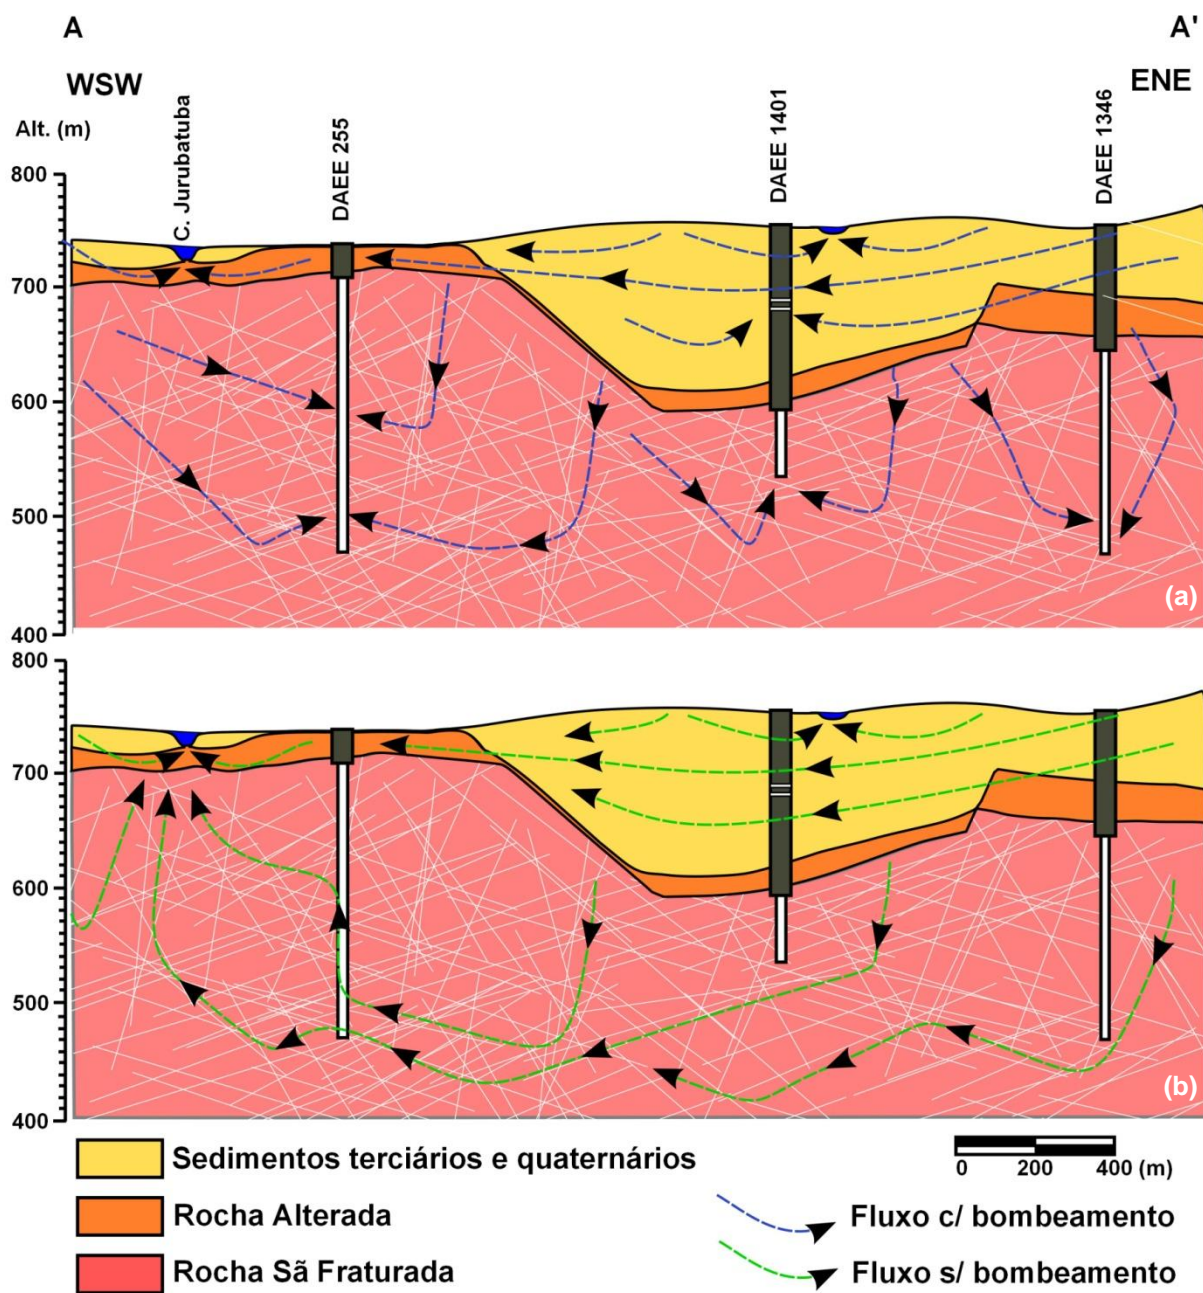 A
A'
WSW
ENE
Alt. (m)
C. Jurubatuba
DAEE 255
DAEE 1401
DAEE 1346
800
700
600
500
400
(a)
800
700
600
500
400
(b)
Sedimentos terciários e quaternários
0 200 400 (m)
Rocha Alterada
Fluxo c/ bombeamento
Rocha Sã Fraturada
Fluxo s/ bombeamento